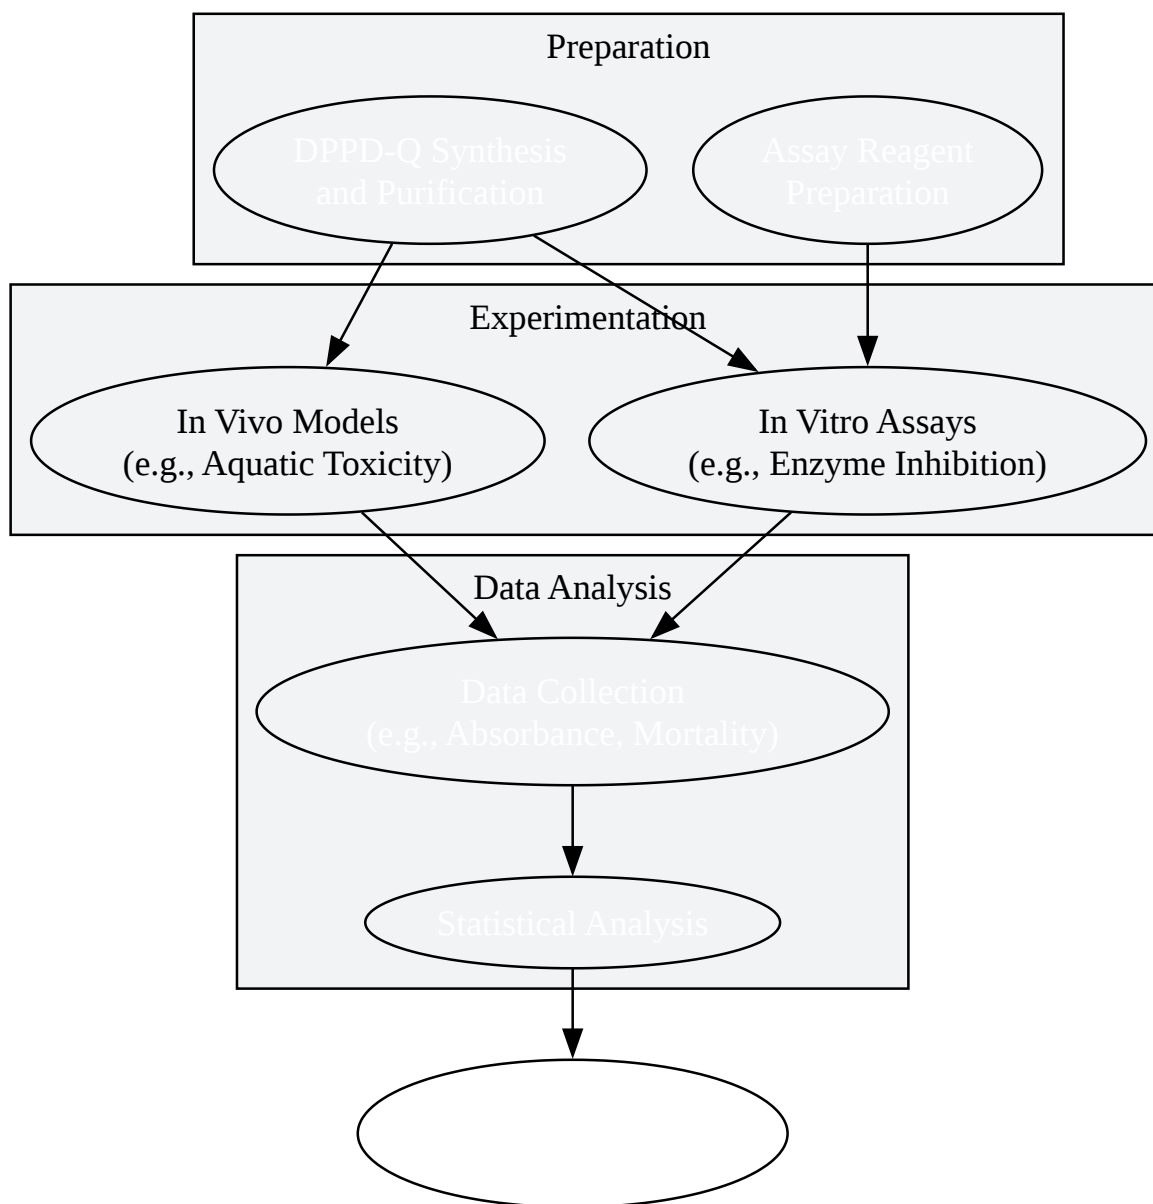 Preparation
DPPD-Q Synthesis
and Purification
Assay Reagent
Preparation
Experimentation
In Vivo Models
(e.g., Aquatic Toxicity)
In Vitro Assays
(e.g., Enzyme Inhibition)
Data Analysis
Data Collection
(e.g., Absorbance, Mortality)
Statistical Analysis